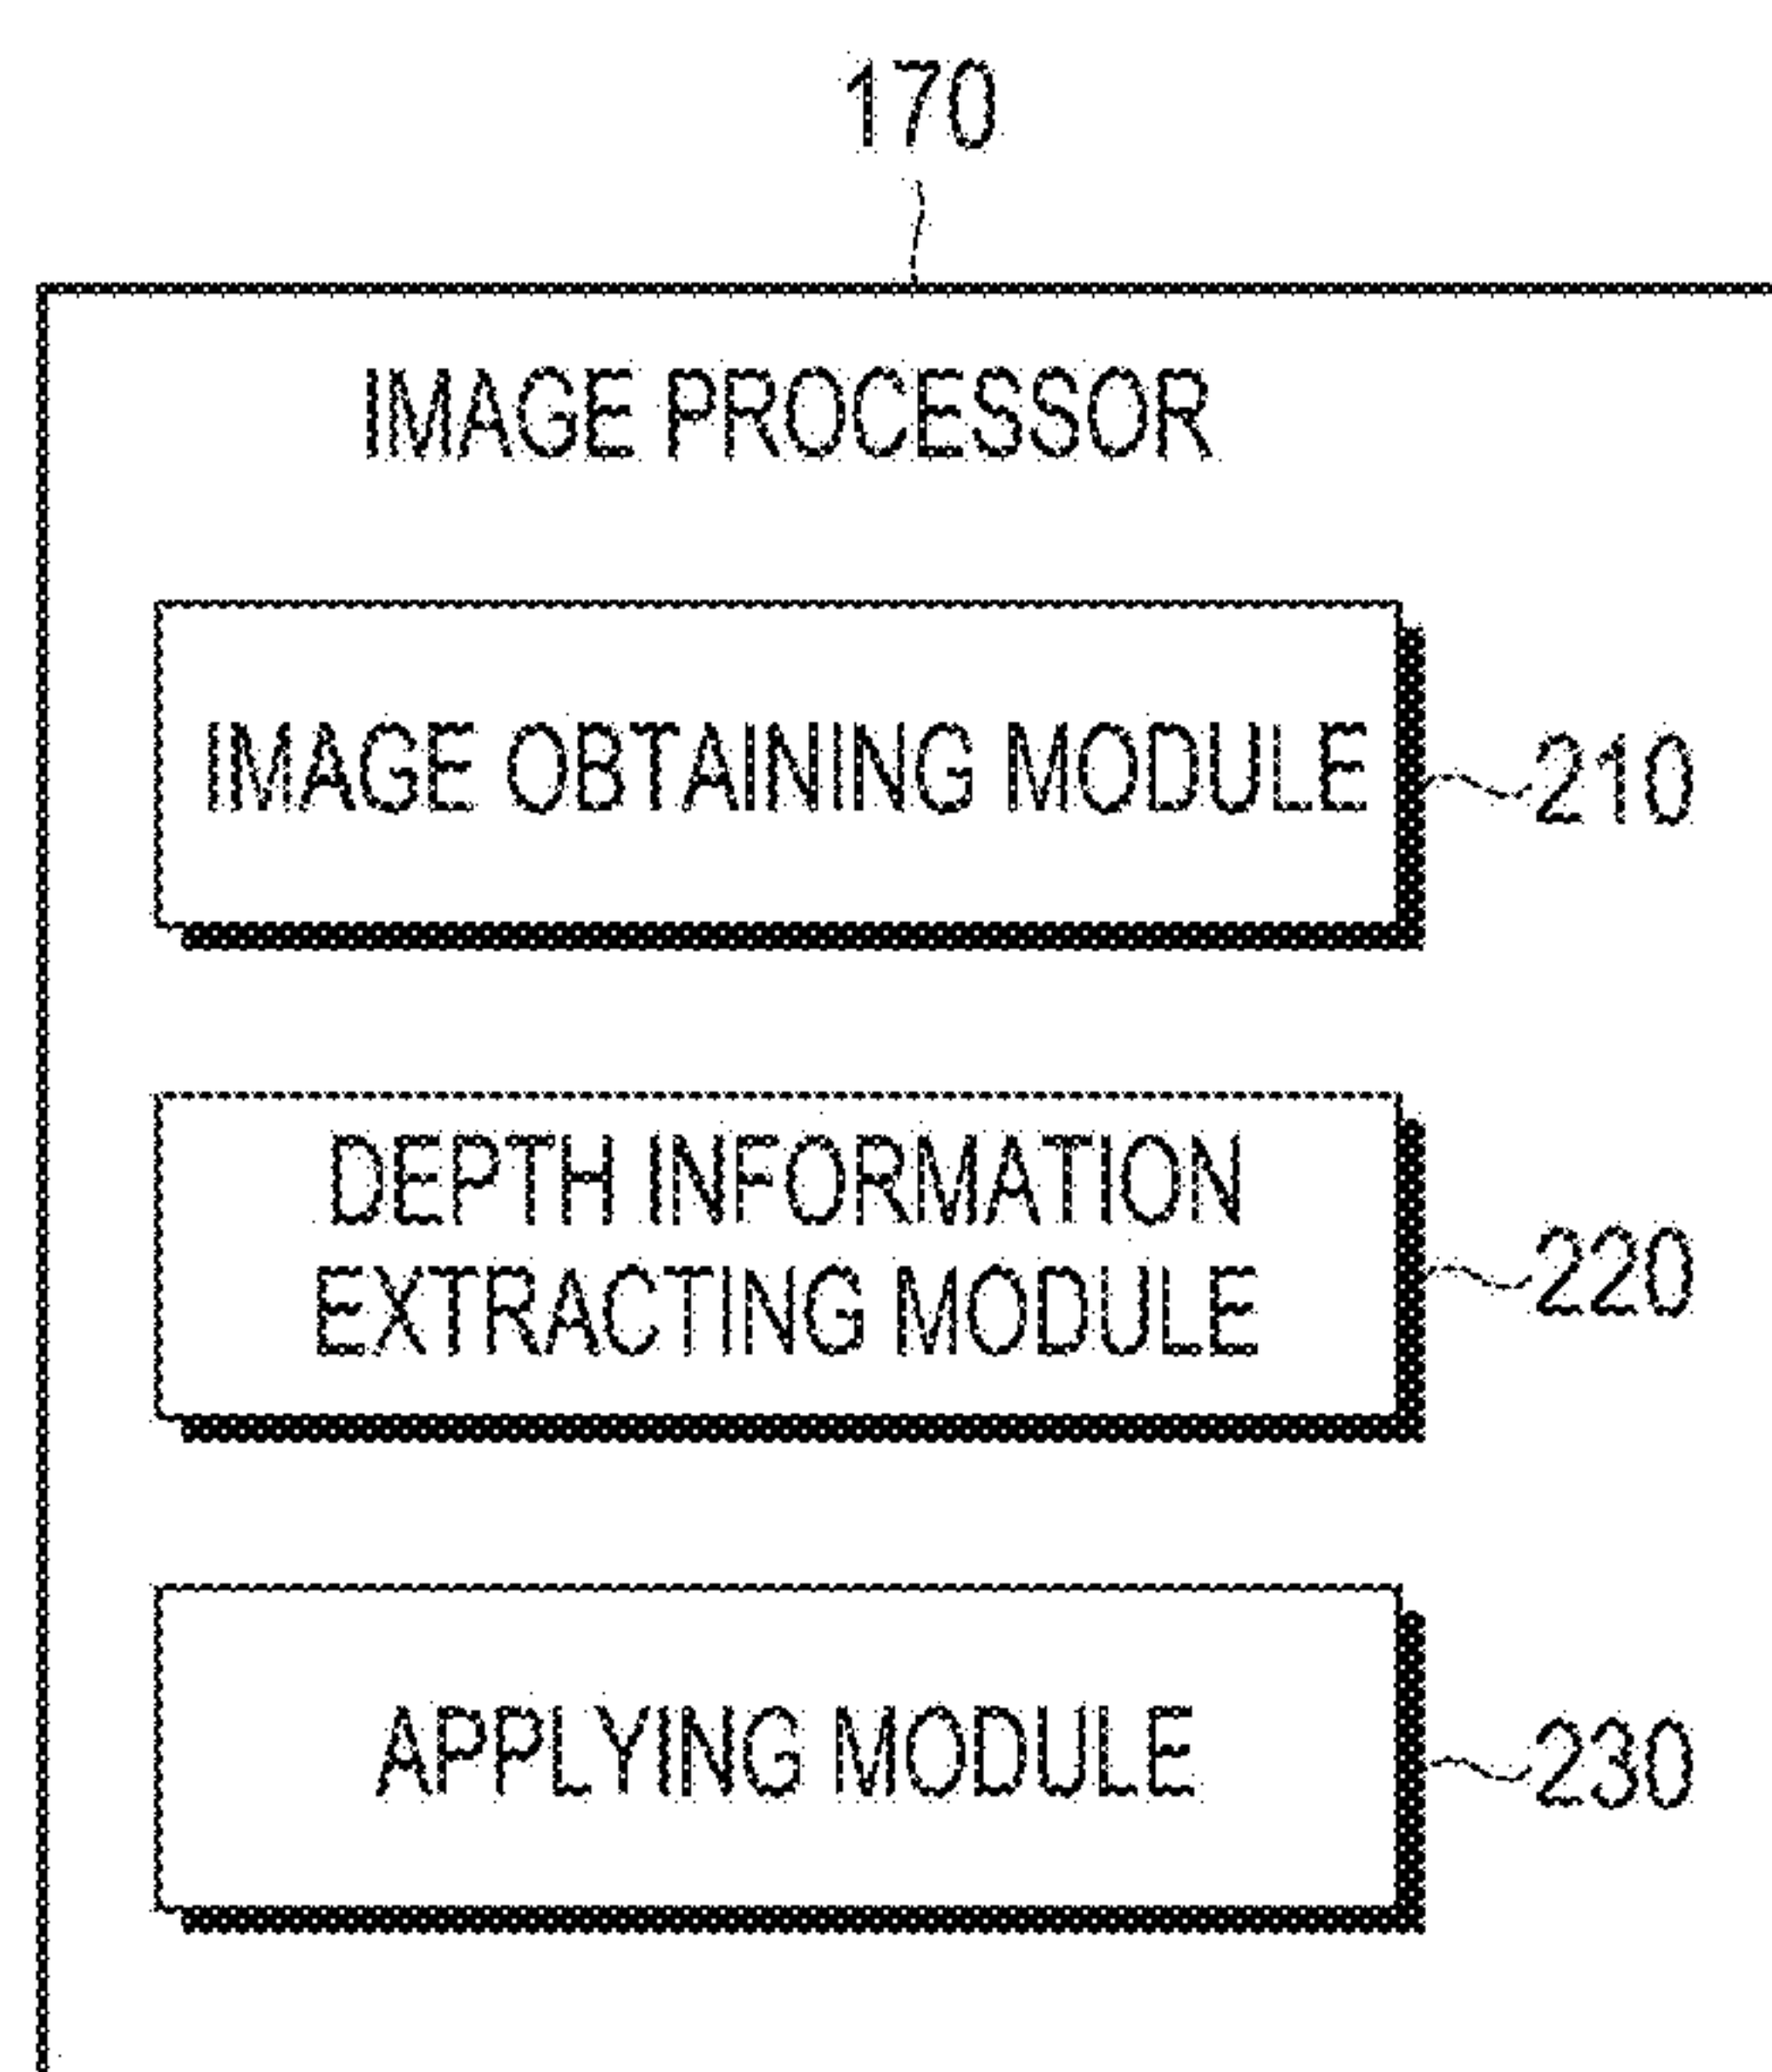 170
IMAGE PROCESSOR
IMAGE OBTAINING MODULE
210
DEPTH INFORMATION
EXTRACTING MODULE
220
APPLYING MODULE
230